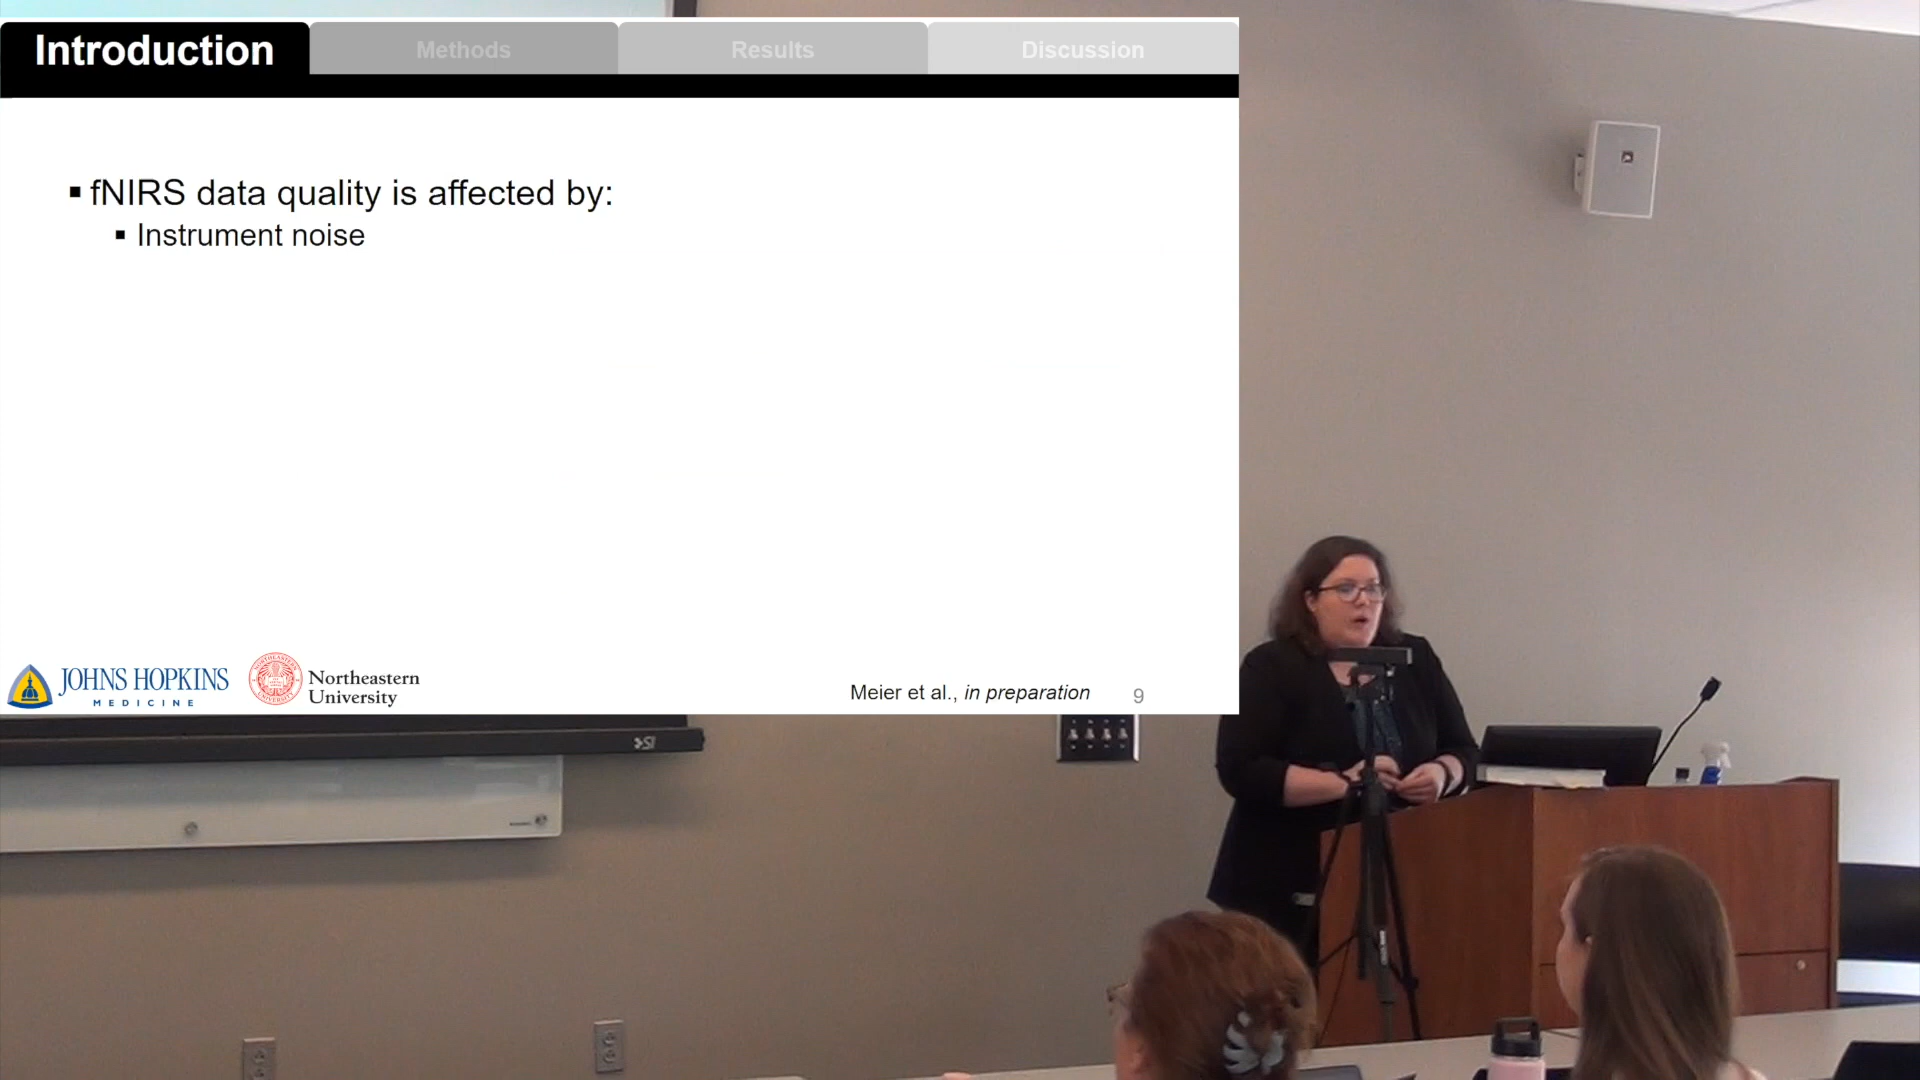 Introduction
Methods
Results
Discussion
▪ fNIRS data quality is affected by:
▪ Instrument noise
JOHNS HOPKINS
MEDICINE
Northeastern
University
Meier et al., in preparation
9